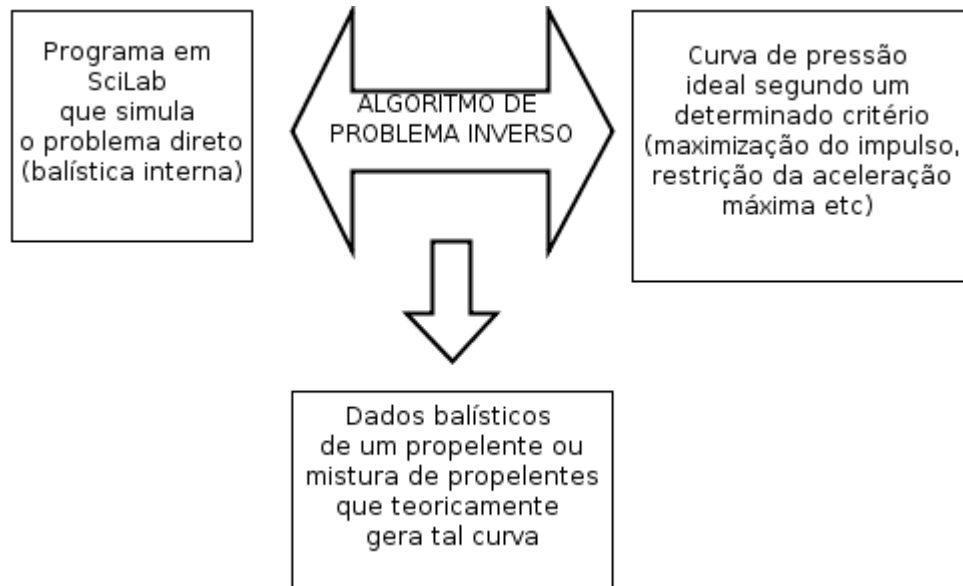 Programa em
SciLab
que simula
o problema direto
(balística interna)
ALGORITMO DE
PROBLEMA INVERSO
Curva de pressão
ideal segundo um
determinado critério
(maximização do impulso,
restrição da aceleração
máxima etc)
Dados balísticos
de um propelente ou
mistura de propelentes
que teoricamente
gera tal curva